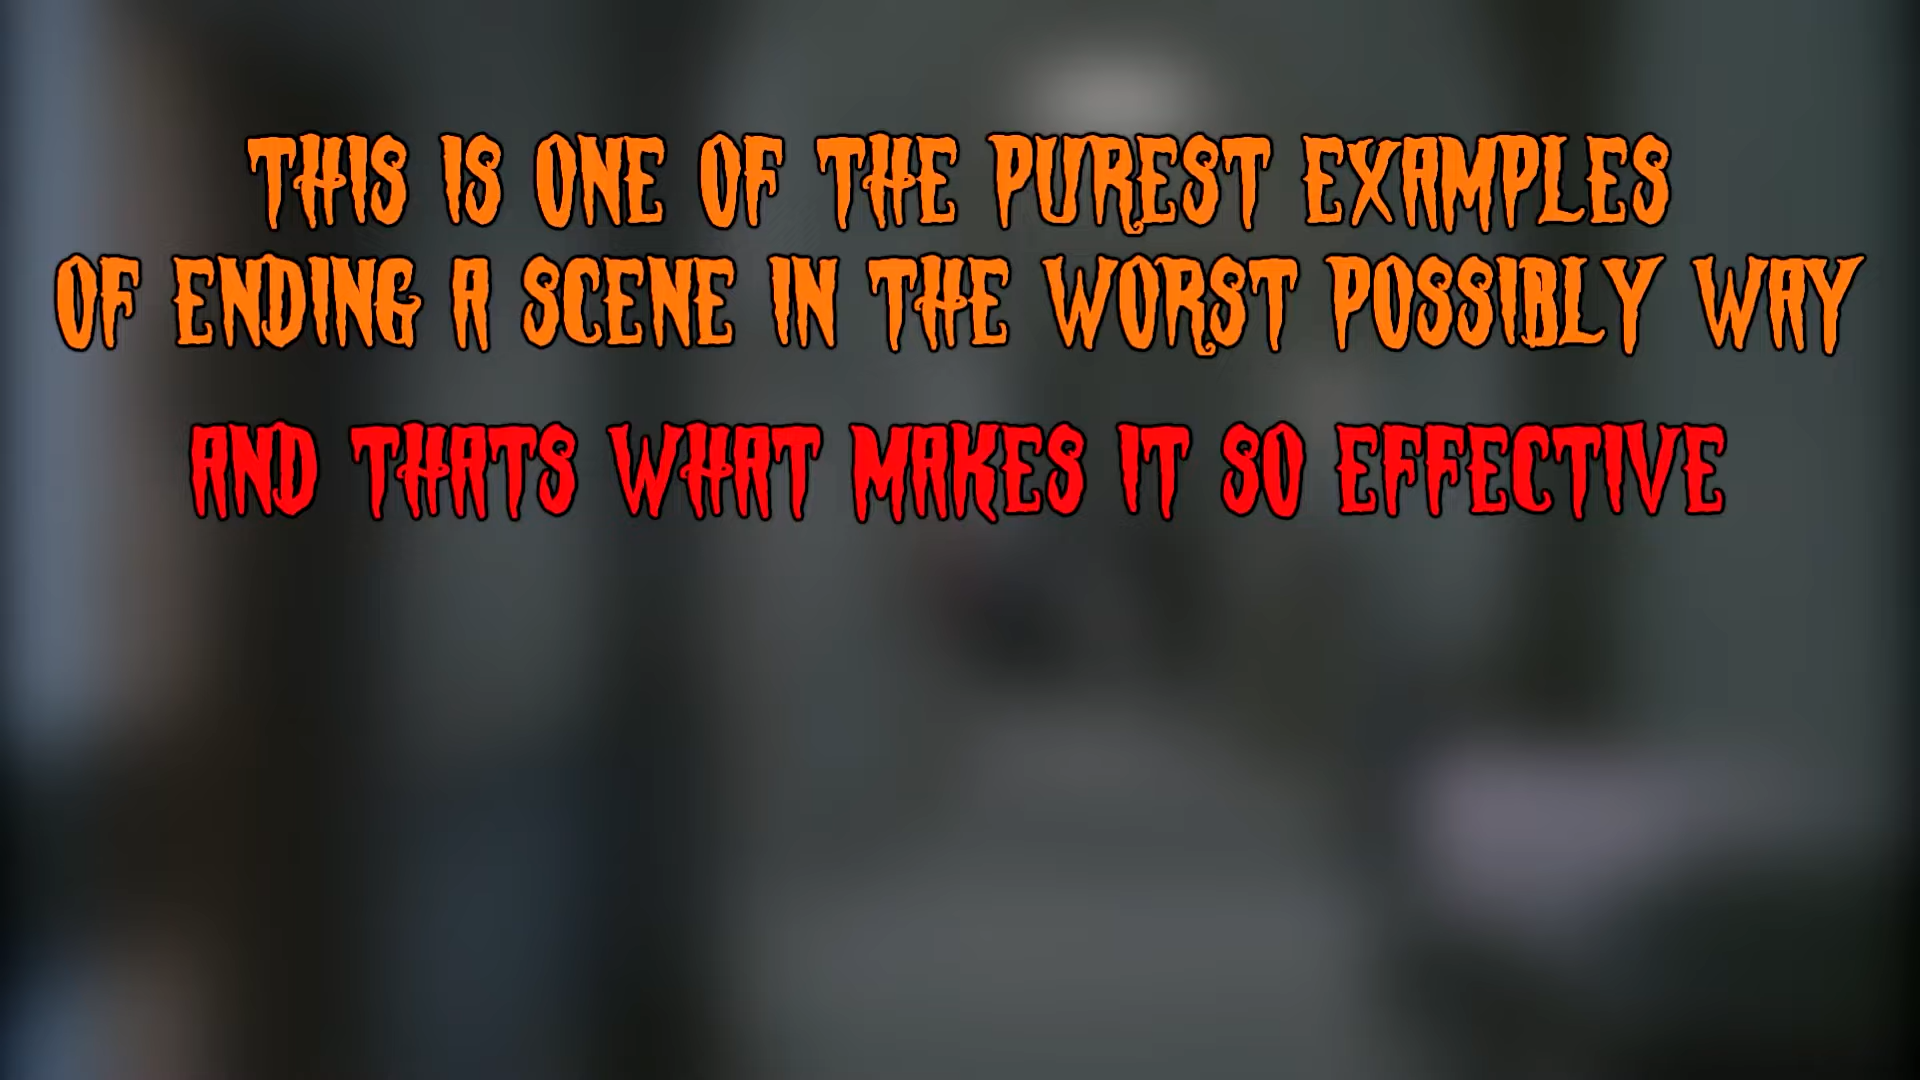 THIS IS ONE OF THE PUREST EXAMPLES
OF ENDING A SCENE IN THE WORST POSSIBLY WAY
AND THATS WHAT MAKES IT SO EFFECTIVE